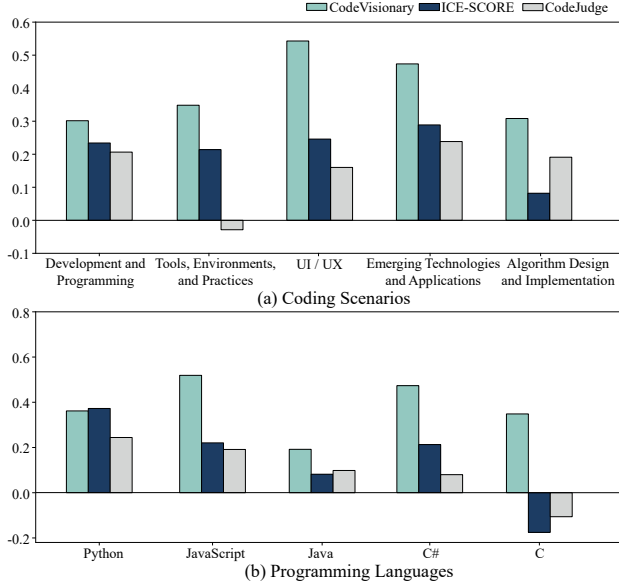 CodeVisionary ICE-SCORE CodeJudge
0.6
0.5
0.4
0.3
0.2
0.1
0.0
-0.1
Development and Programming
Tools, Environments, and Practices
UI / UX
Emerging Technologies and Applications
Algorithm Design and Implementation
(a) Coding Scenarios
0.8
0.6
0.4
0.2
0.0
-0.2
Python JavaScript Java C# C
(b) Programming Languages